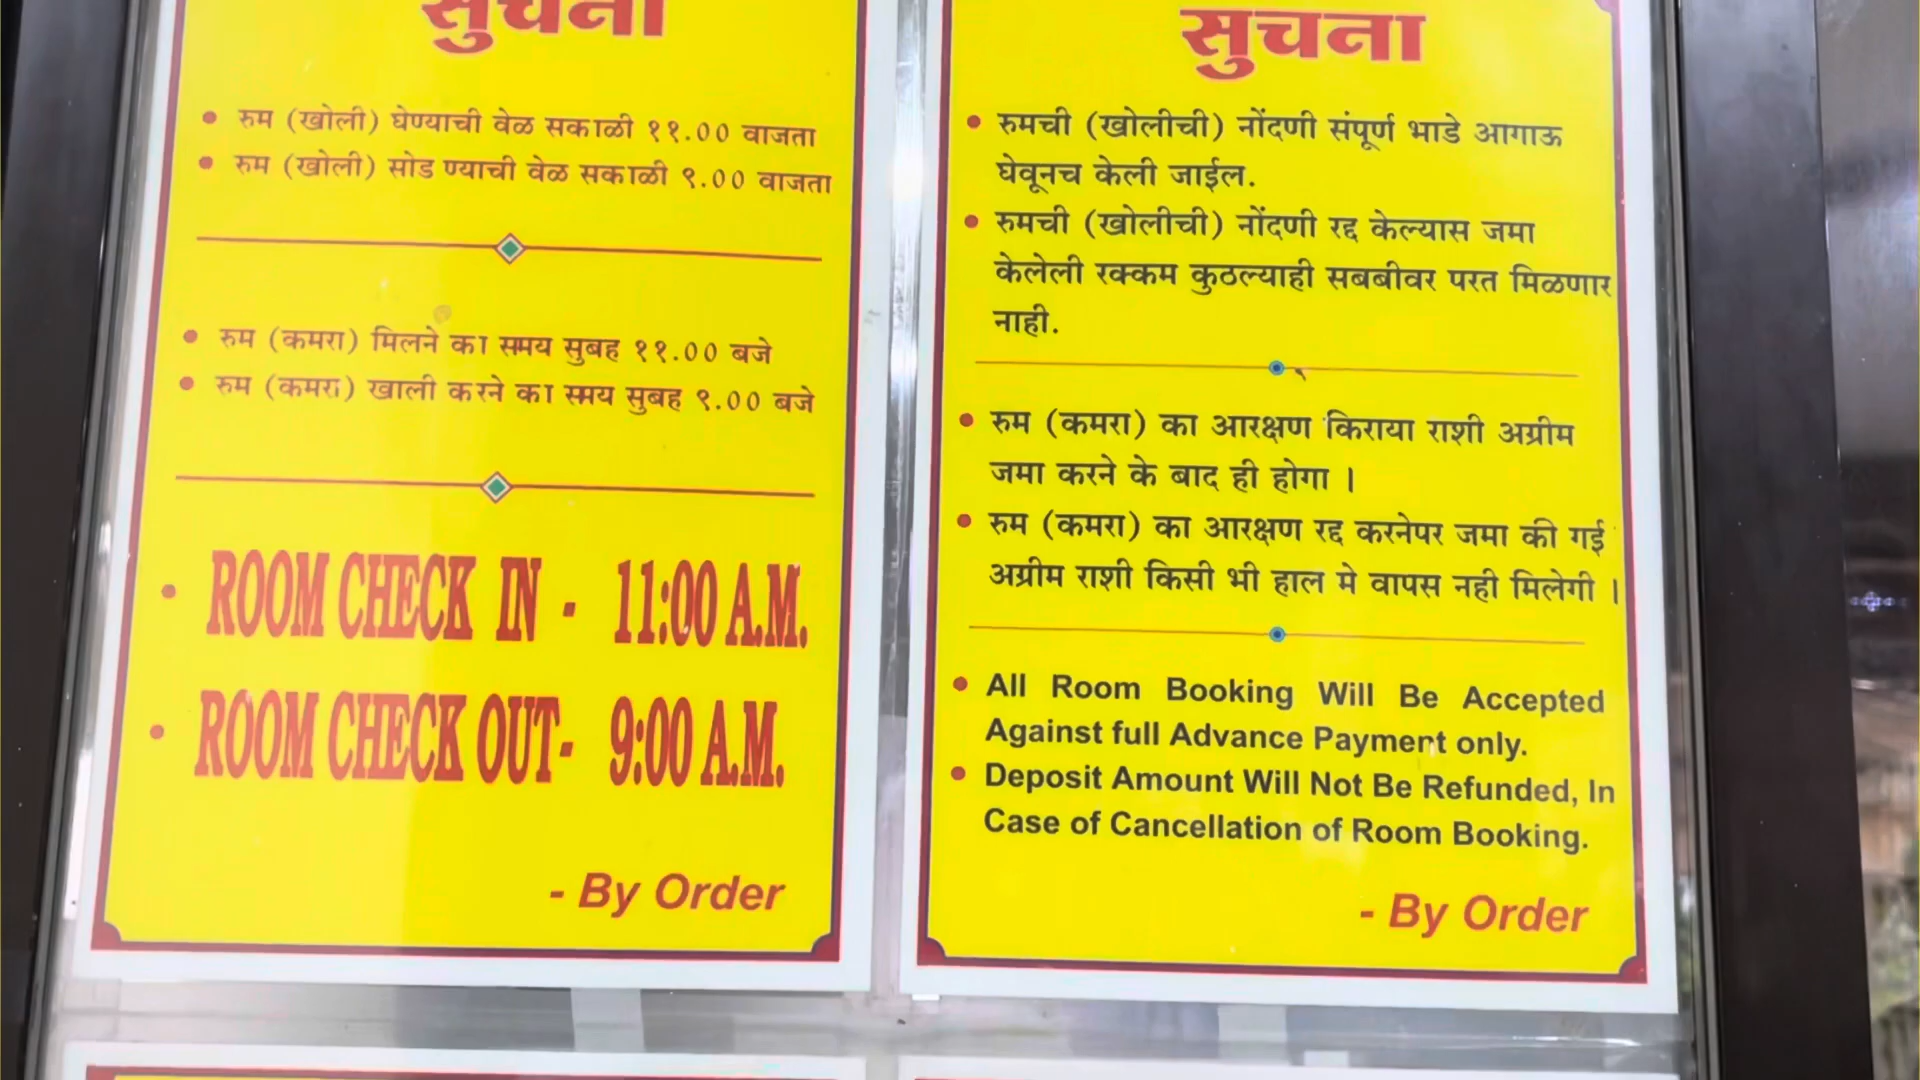 सुचना
• रुम (खोली) घेण्याची वेळ सकाळी ११.00 वाजता
• रुम (खोली) सोड ण्याची वेळ सकाळी ९.00 वाजता
• रुम (कमरा) मिलने का समय सुबह ११.00 बजे
• रुम (कमरा) खाली करने का समय सुबह ९.00 बजे
• ROOM CHECK IN - 11:00 A.M.
• ROOM CHECK OUT- 9:00 A.M.
- By Order
सुचना
• रुमची (खोलीची) नोंदणी संपूर्ण भाडे आगाऊ
घेवूनच केली जाईल.
• रुमची (खोलीची) नोंदणी रद्द केल्यास जमा
केलेली रक्कम कुठल्याही सबबीवर परत मिळणार
नाही.
• रुम (कमरा) का आरक्षण किराया राशी अग्रीम
जमा करने के बाद ही होगा ।
• रुम (कमरा) का आरक्षण रद्द करनेपर जमा की गई
अग्रीम राशी किसी भी हाल मे वापस नही मिलेगी ।
• All Room Booking Will Be Accepted
Against full Advance Payment only.
• Deposit Amount Will Not Be Refunded, In
Case of Cancellation of Room Booking.
- By Order